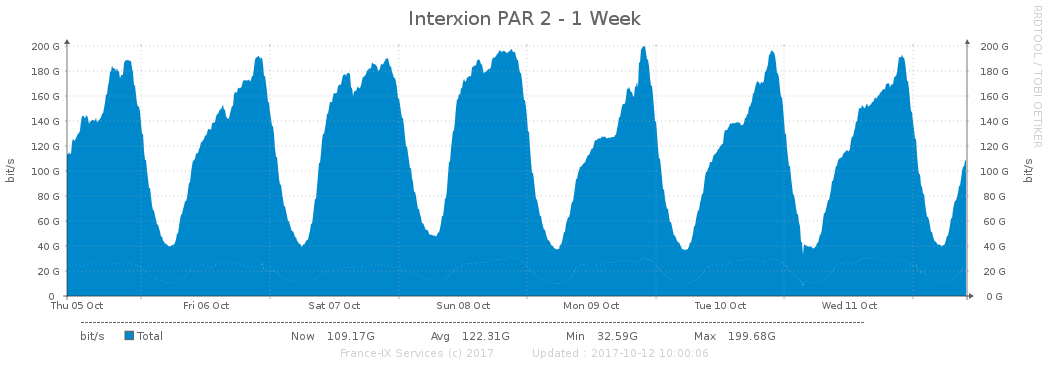 Interxion PAR 2 - 1 Week
RRDTOOL / TOBI OETIKER
200 G 200 G
180 G 180 G
160 G 160 G
140 G 140 G
120 G 120 G
100 G 100 G
80 G 80 G
60 G 60 G
40 G 40 G
20 G 20 G
0 0 G
bit/s bit/s
Thu 05 Oct Fri 06 Oct Sat 07 Oct Sun 08 Oct Mon 09 Oct Tue 10 Oct Wed 11 Oct
bit/s Total Now 109.17G Avg 122.31G Min 32.59G Max 199.68G
France-IX Services (c) 2017 Updated : 2017-10-12 10:00:06